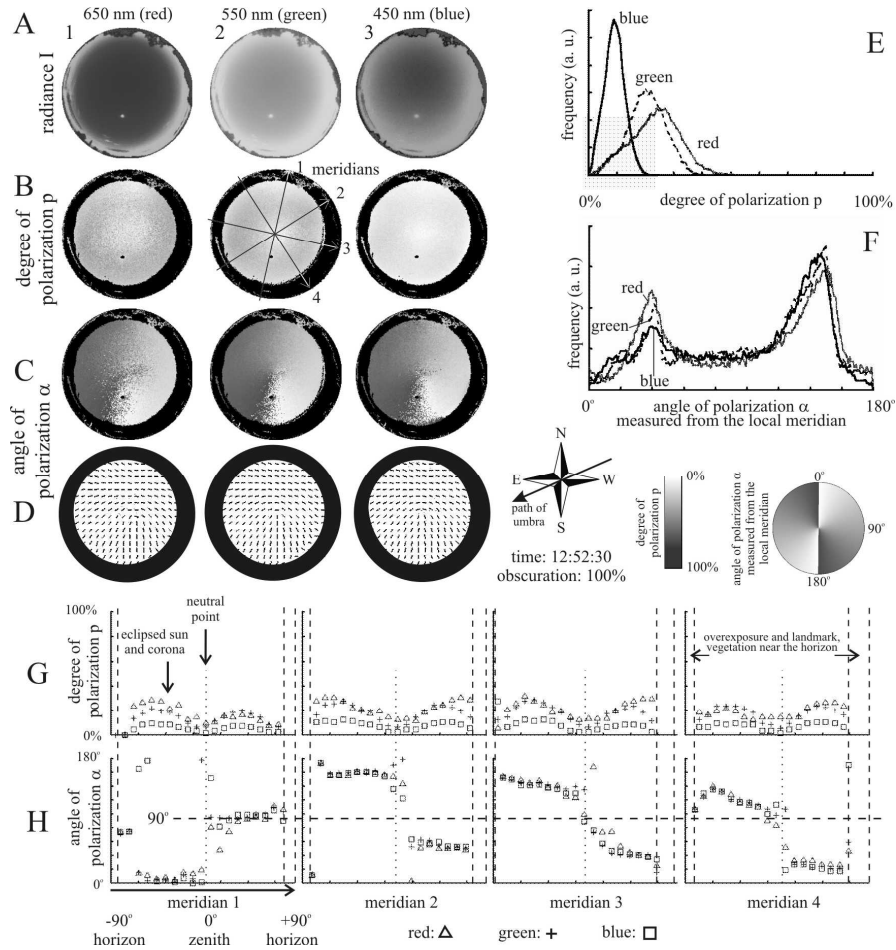 A
650 nm (red)
550 nm (green)
450 nm (blue)
1
2
3
radiance I
B
degree of
polarization p
1 meridians
2
3
4
C
angle of
polarization α
D
E
frequency (a. u.)
blue
green
red
0%
100%
degree of polarization p
F
frequency (a. u.)
red
green
blue
0°
180°
angle of polarization α
measured from the local meridian
N
E
W
S
path of
umbra
time: 12:52:30
obscuration: 100%
degree of
polarization p
0%
100%
angle of polarization α
measured from the
local meridian
0°
90°
180°
G
degree of
polarization p
100%
0%
eclipsed sun
and corona
neutral
point
overexposure and landmark,
vegetation near the horizon
H
angle of
polarization α
180°
90°
0°
meridian 1
meridian 2
meridian 3
meridian 4
-90°
0°
+90°
horizon
zenith
horizon
red:
green:
blue: